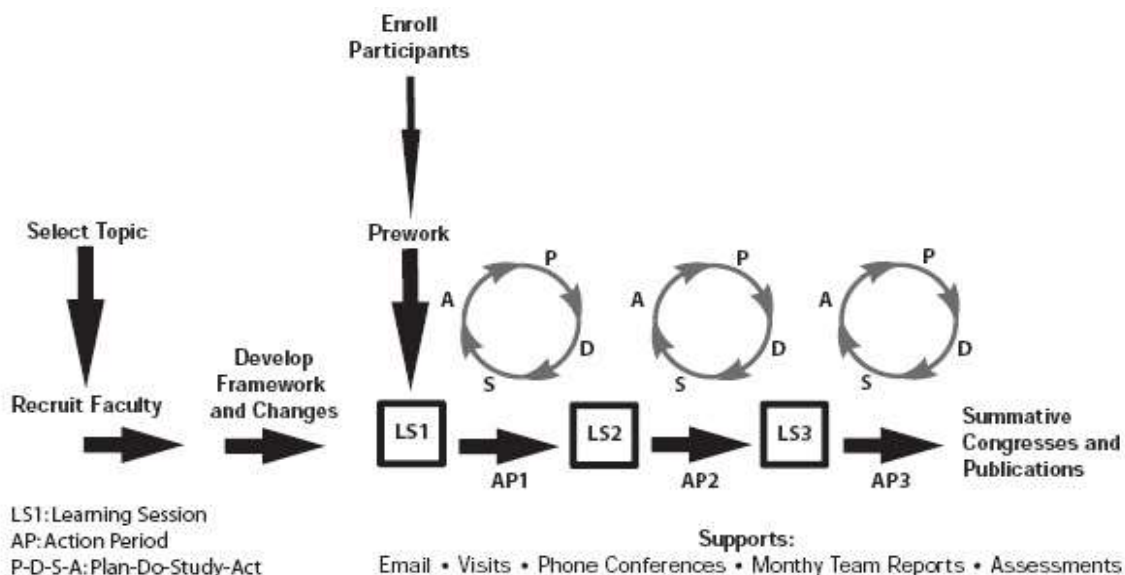 Enroll
Participants
Select Topic
Prework
P
P
P
A
A
A
D
D
D
S
S
S
Develop
Framework
and Changes
Recruit Faculty
LS1
LS2
LS3
Summative
Congresses and
Publications
AP1
AP2
AP3
LS1: Learning Session
AP: Action Period
P-D-S-A: Plan-Do-Study-Act
Supports:
Email • Visits • Phone Conferences • Monthy Team Reports • Assessments